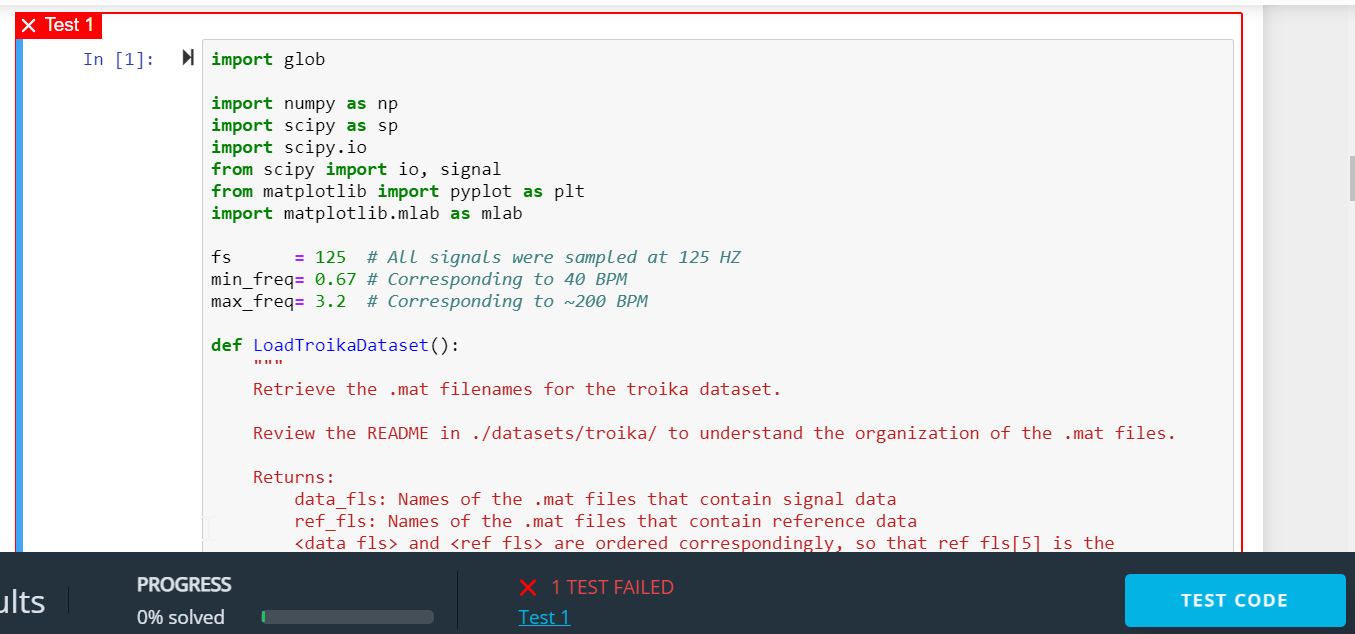 Test 1
In [1]:
import glob
import numpy as np
import scipy as sp
import scipy.io
from scipy import io, signal
from matplotlib import pyplot as plt
import matplotlib.mlab as mlab
fs      = 125  # All signals were sampled at 125 HZ
min_freq= 0.67 # Corresponding to 40 BPM
max_freq= 3.2  # Corresponding to ~200 BPM
def LoadTroikaDataset():
    """
    Retrieve the .mat filenames for the troika dataset.
    Review the README in ./datasets/troika/ to understand the organization of the .mat files.
    Returns:
        data_fls: Names of the .mat files that contain signal data
        ref_fls: Names of the .mat files that contain reference data
        <data_fls> and <ref_fls> are ordered correspondingly, so that ref_fls[5] is the
ults
PROGRESS
0% solved
1 TEST FAILED
Test 1
TEST CODE